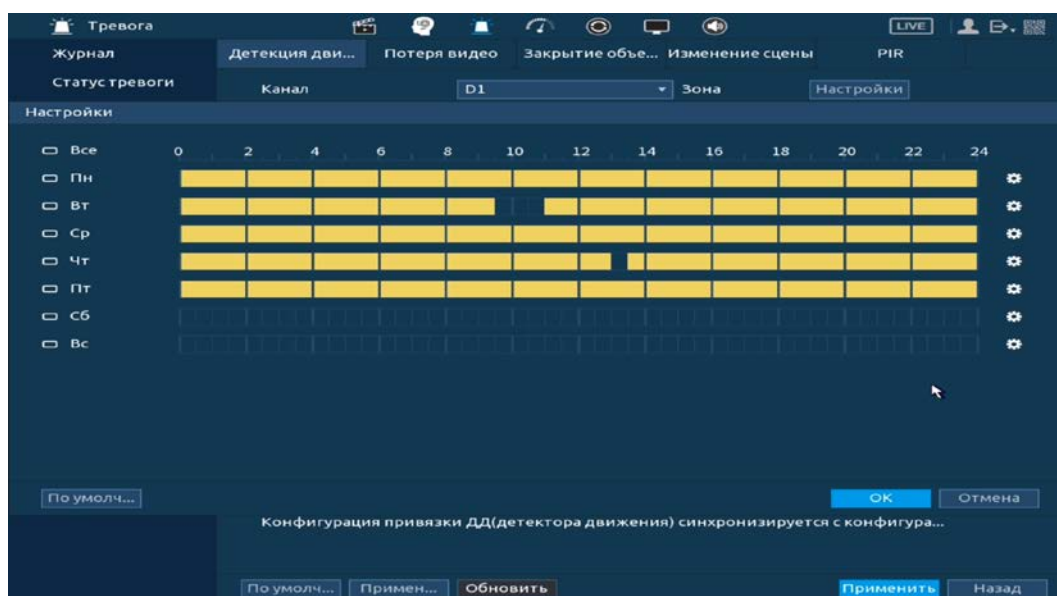 Тревога LIVE
Журнал Детекция дви... Потеря видео Закрытие объе... Изменение сцены PIR
Статус тревоги
Канал D1 Зона Настройки
Настройки
Все 0 2 4 6 8 10 12 14 16 18 20 22 24
Пн
Вт
Ср
Чт
Пт
Сб
Вс
По умолч... OK Отмена
Конфигурация привязки ДД(детектора движения) синхронизируется с конфигура...
По умолч... Примен... Обновить Применить Назад